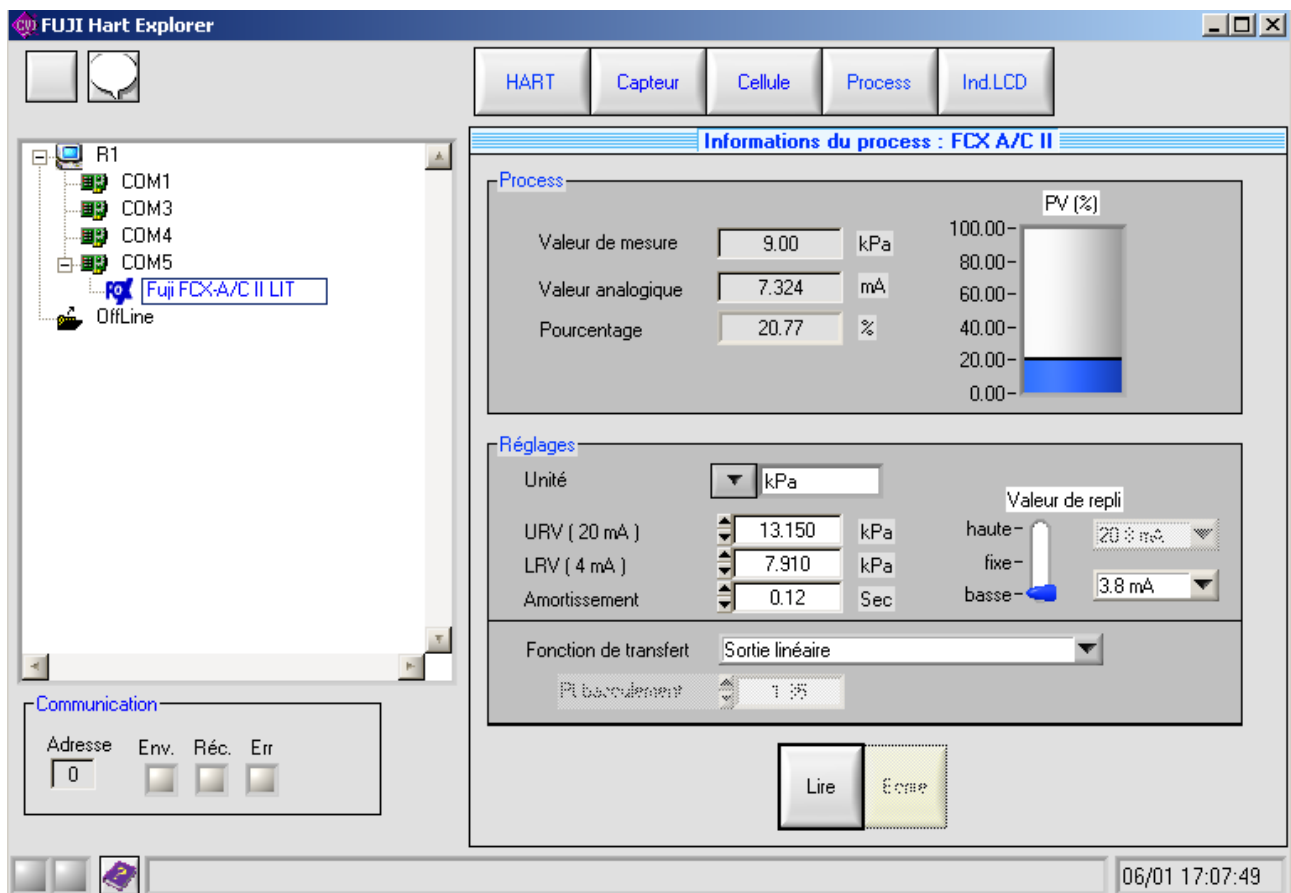 FUJI Hart Explorer
HART Capteur Cellule Process Ind.LCD
Informations du process : FCX A/C II
R1
COM1
COM3
COM4
COM5
Fuji FCX-A/C II LIT
OffLine
Process
PV (%)
Valeur de mesure 9.00 kPa
Valeur analogique 7.324 mA
Pourcentage 20.77 %
100.00
80.00
60.00
40.00
20.00
0.00
Réglages
Unité kPa
URV ( 20 mA ) 13.150 kPa
LRV ( 4 mA ) 7.910 kPa
Amortissement 0.12 Sec
Valeur de repli
haute
fixe
basse
3.8 mA
Fonction de transfert Sortie linéaire
Pt basculement
Communication
Adresse Env. Réc. Err
0
Lire Ecrire
06/01 17:07:49